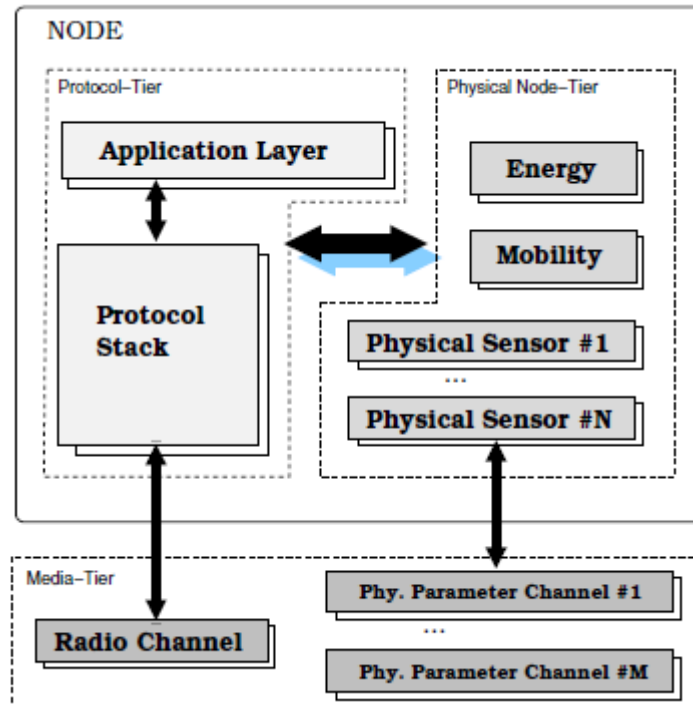 NODE
Protocol–Tier
Application Layer
Protocol
Stack
Physical Node–Tier
Energy
Mobility
Physical Sensor #1
...
Physical Sensor #N
Media–Tier
Radio Channel
Phy. Parameter Channel #1
...
Phy. Parameter Channel #M